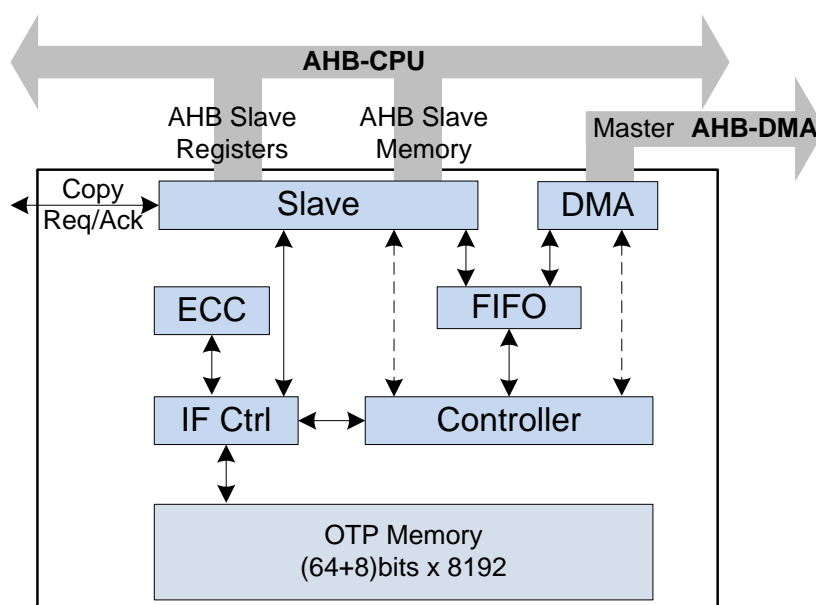 AHB-CPU
AHB Slave
Registers
AHB Slave
Memory
Master AHB-DMA
Copy
Req/Ack
Slave
DMA
ECC
FIFO
IF Ctrl
Controller
OTP Memory
(64+8)bits x 8192